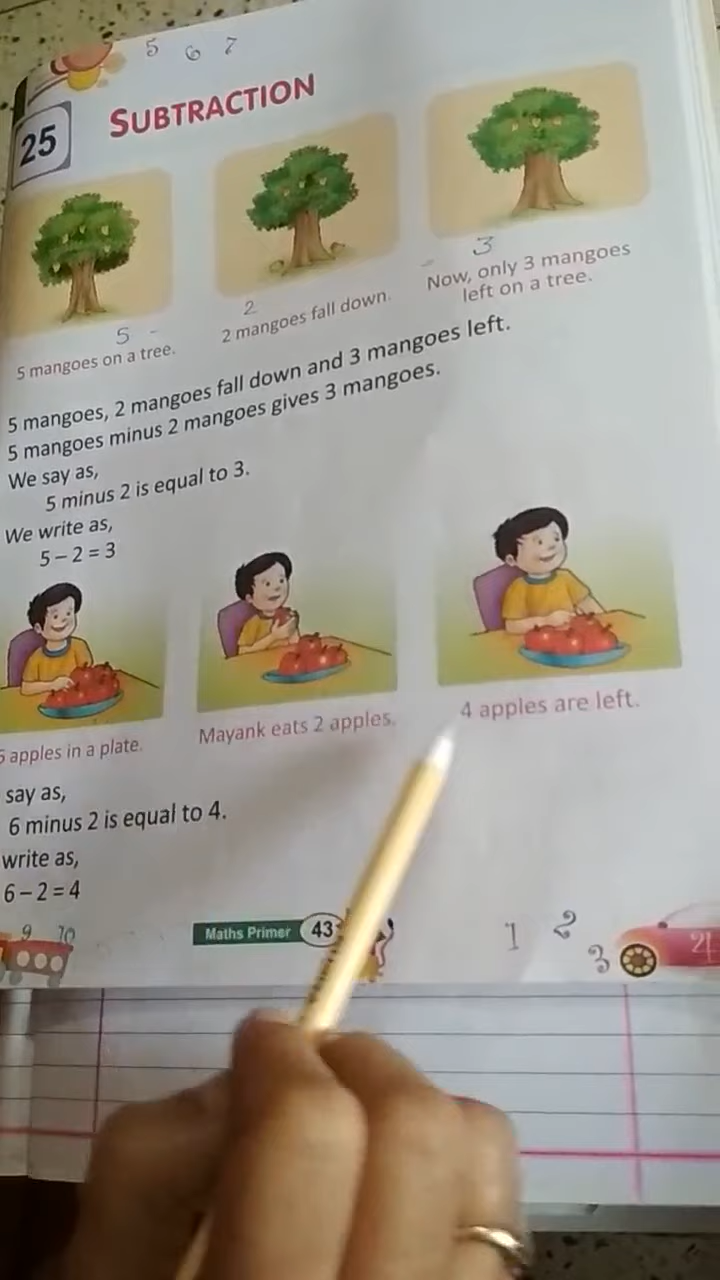 5 6 7
25
SUBTRACTION
5 -
5 mangoes on a tree.
2
2 mangoes fall down.
- 3
Now, only 3 mangoes
left on a tree.
5 mangoes, 2 mangoes fall down and 3 mangoes left.
5 mangoes minus 2 mangoes gives 3 mangoes.
We say as,
5 minus 2 is equal to 3.
We write as,
5 – 2 = 3
apples in a plate.
Mayank eats 2 apples.
4 apples are left.
say as,
6 minus 2 is equal to 4.
write as,
6 – 2 = 4
9 10
Maths Primer 43
1 2
3